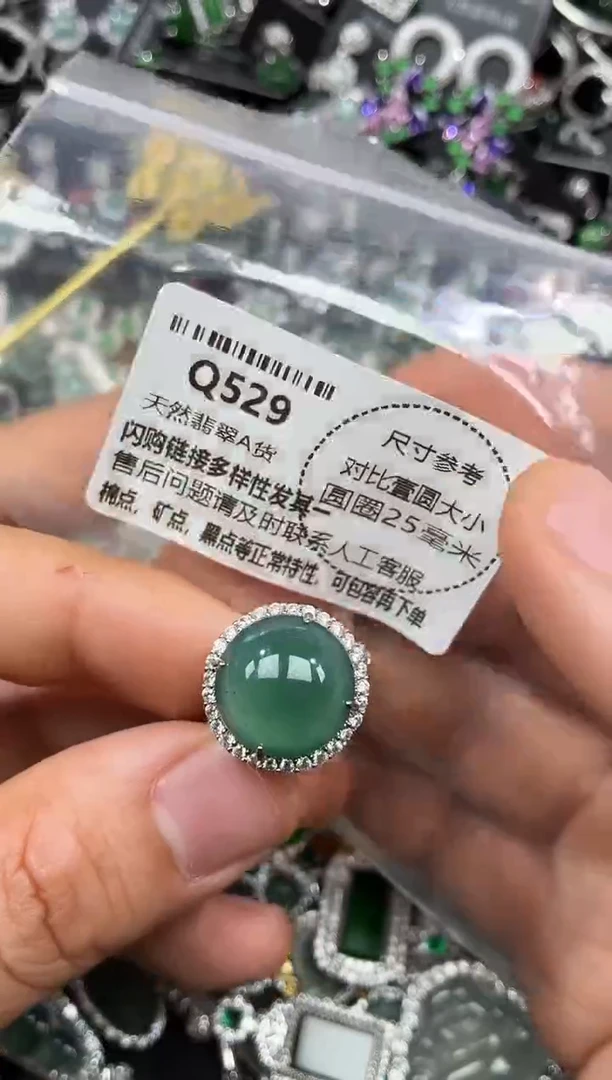 Q529
天然翡翠A货
闪购链接多样性发其一
售后问题请及时联系人工客服
棉点,矿点,黑点等正常特性,可包容再下单
尺寸参考
对比壹圆大小
圆圈25毫米